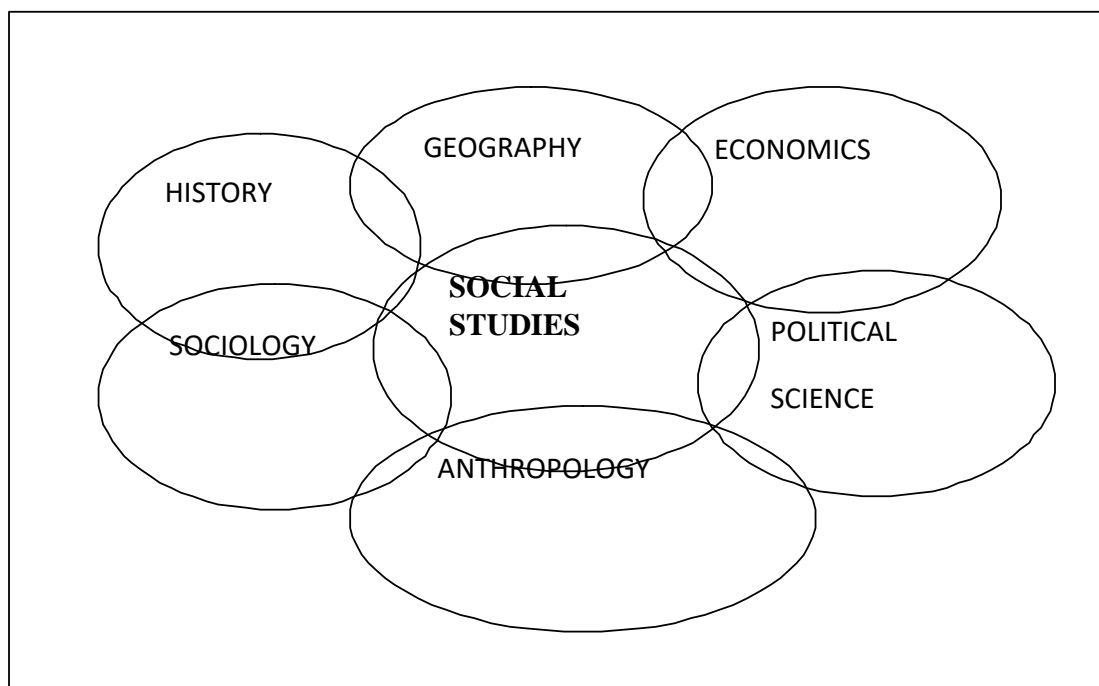 GEOGRAPHY
ECONOMICS
HISTORY
SOCIAL
STUDIES
POLITICAL
SOCIOLOGY
SCIENCE
ANTHROPOLOGY